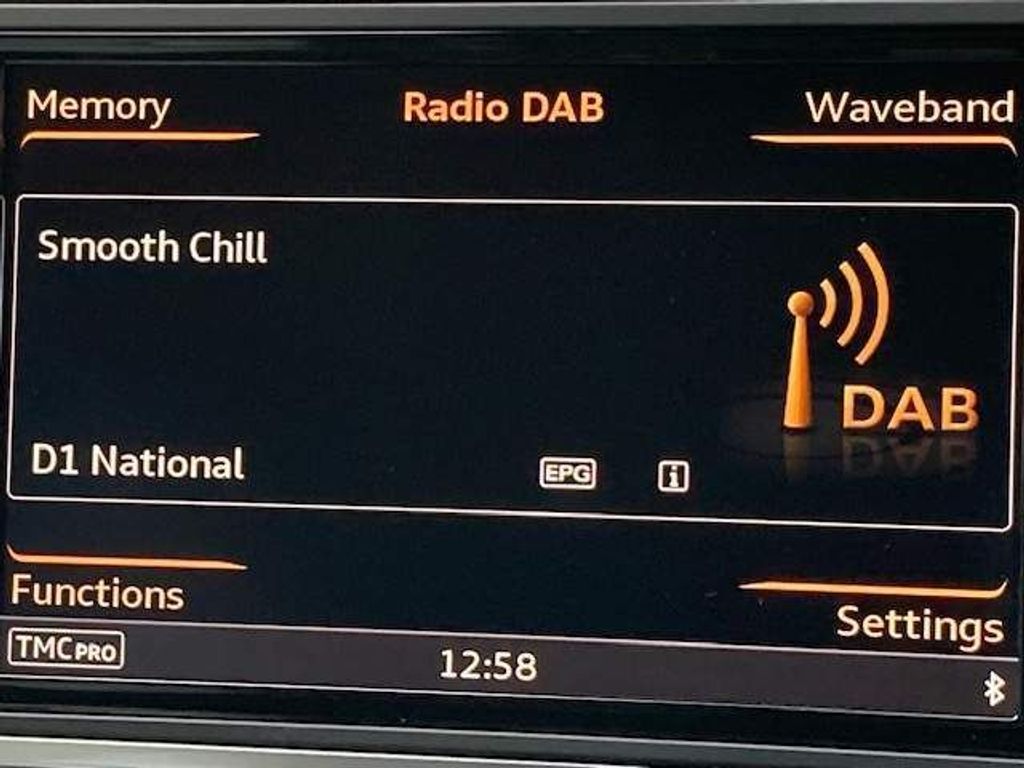 Memory
Radio DAB
Waveband
Smooth Chill
DAB
D1 National
EPG
i
Functions
Settings
TMC PRO
12:58